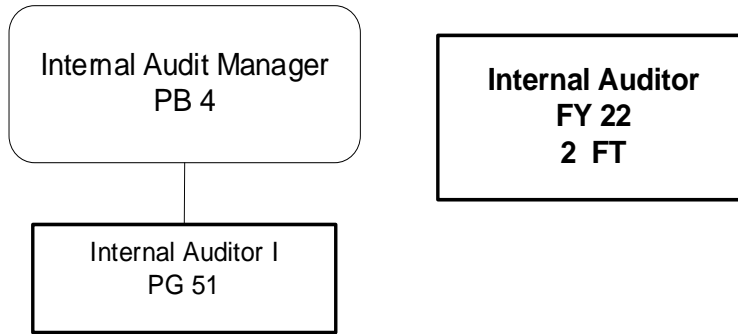 Internal Audit Manager
PB 4
Internal Auditor
FY 22
2 FT
Internal Auditor I
PG 51